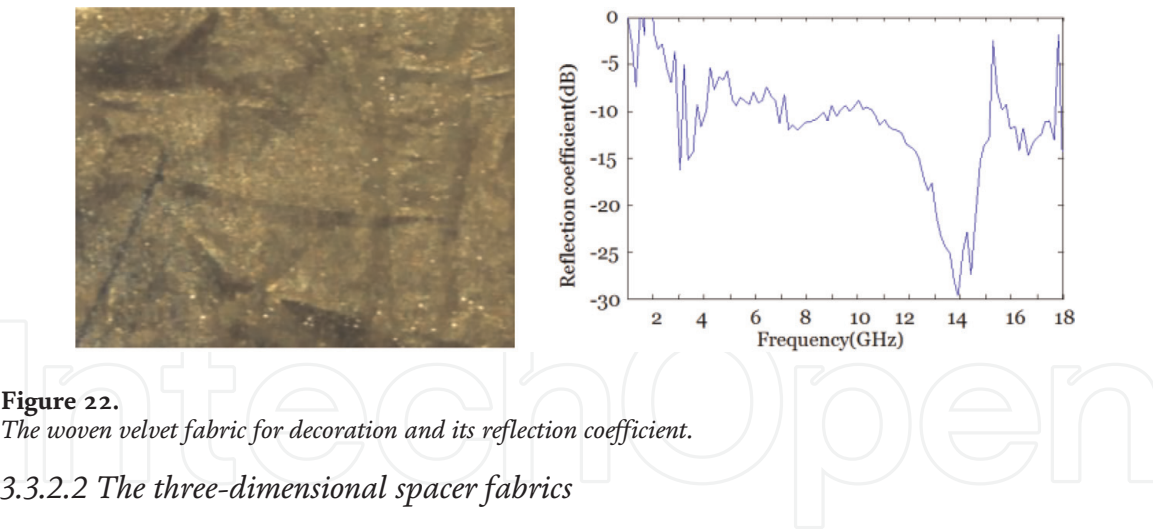 0
-5
-10
-15
-20
-25
-30
Reflection coefficient(dB)
2 4 6 8 10 12 14 16 18
Frequency(GHz)
IntechOpen
Figure 22.
The woven velvet fabric for decoration and its reflection coefficient.
3.3.2.2 The three-dimensional spacer fabrics